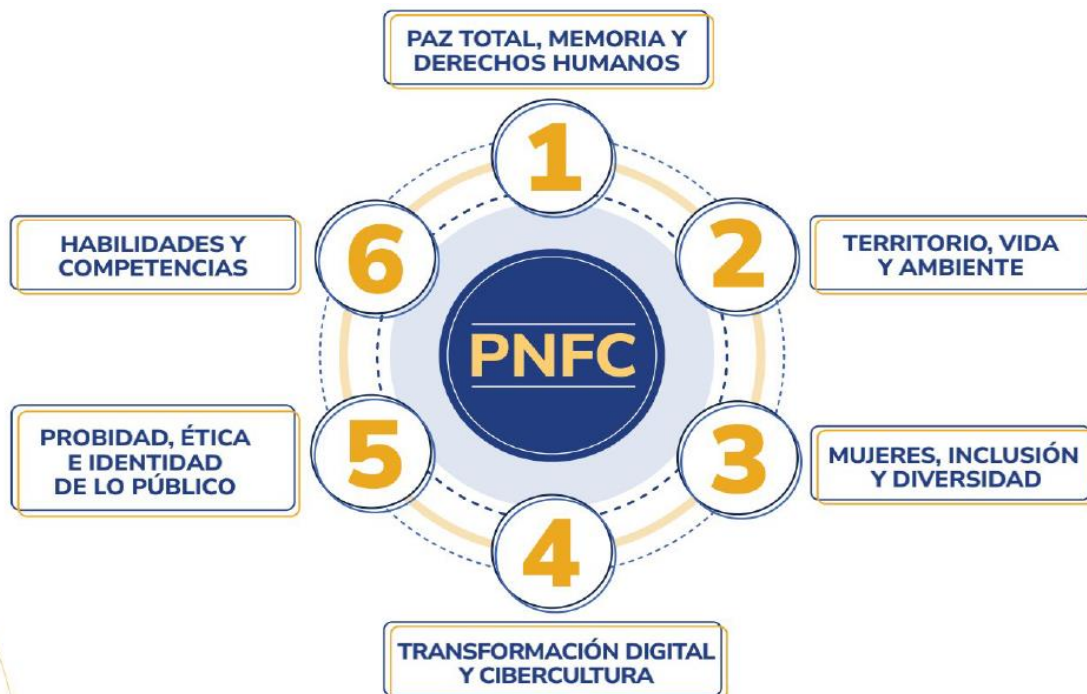 PAZ TOTAL, MEMORIA Y
DERECHOS HUMANOS
1
2
TERRITORIO, VIDA
Y AMBIENTE
3
MUJERES, INCLUSIÓN
Y DIVERSIDAD
4
TRANSFORMACIÓN DIGITAL
Y CIBERCULTURA
5
PROBIDAD, ÉTICA
E IDENTIDAD
DE LO PÚBLICO
6
HABILIDADES Y
COMPETENCIAS
PNFC